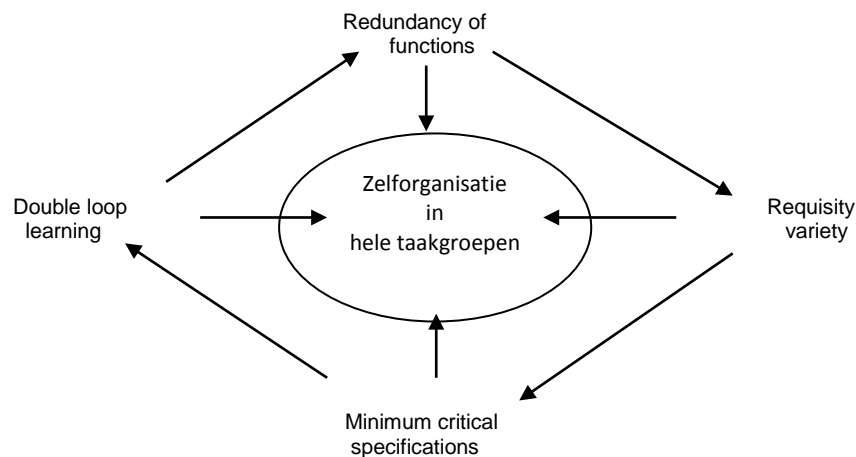 Redundancy of
functions
Zelforganisatie
in
hele taakgroepen
Double loop
learning
Requisity
variety
Minimum critical
specifications